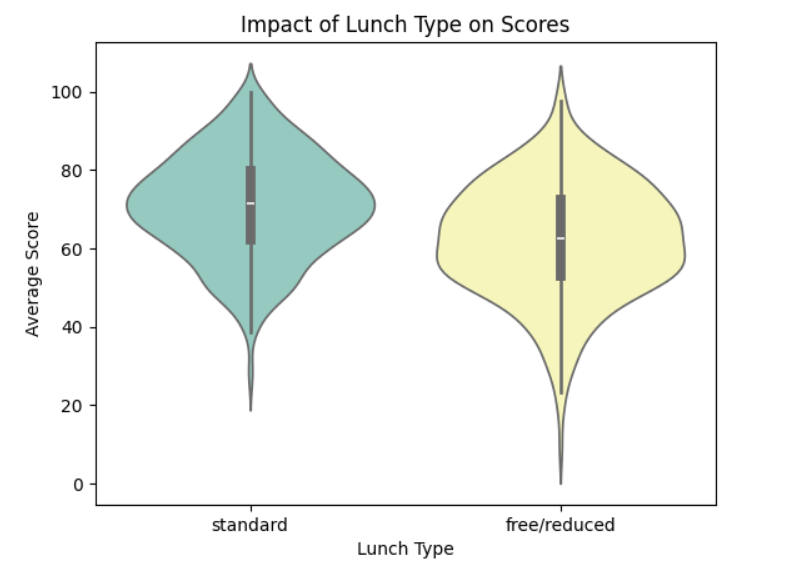 Impact of Lunch Type on Scores
100
80
60
40
20
0
Average Score
standard
free/reduced
Lunch Type